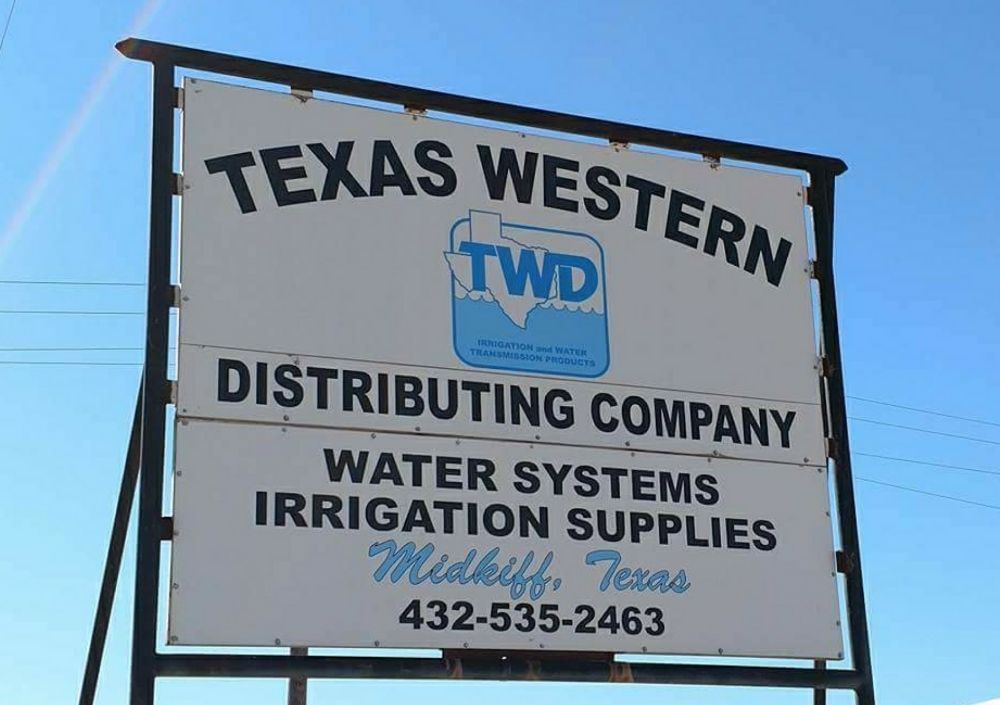 TEXAS WESTERN
TWD
IRRIGATION and WATER
TRANSMISSION PRODUCTS
DISTRIBUTING COMPANY
WATER SYSTEMS
IRRIGATION SUPPLIES
Midkiff, Texas
432-535-2463